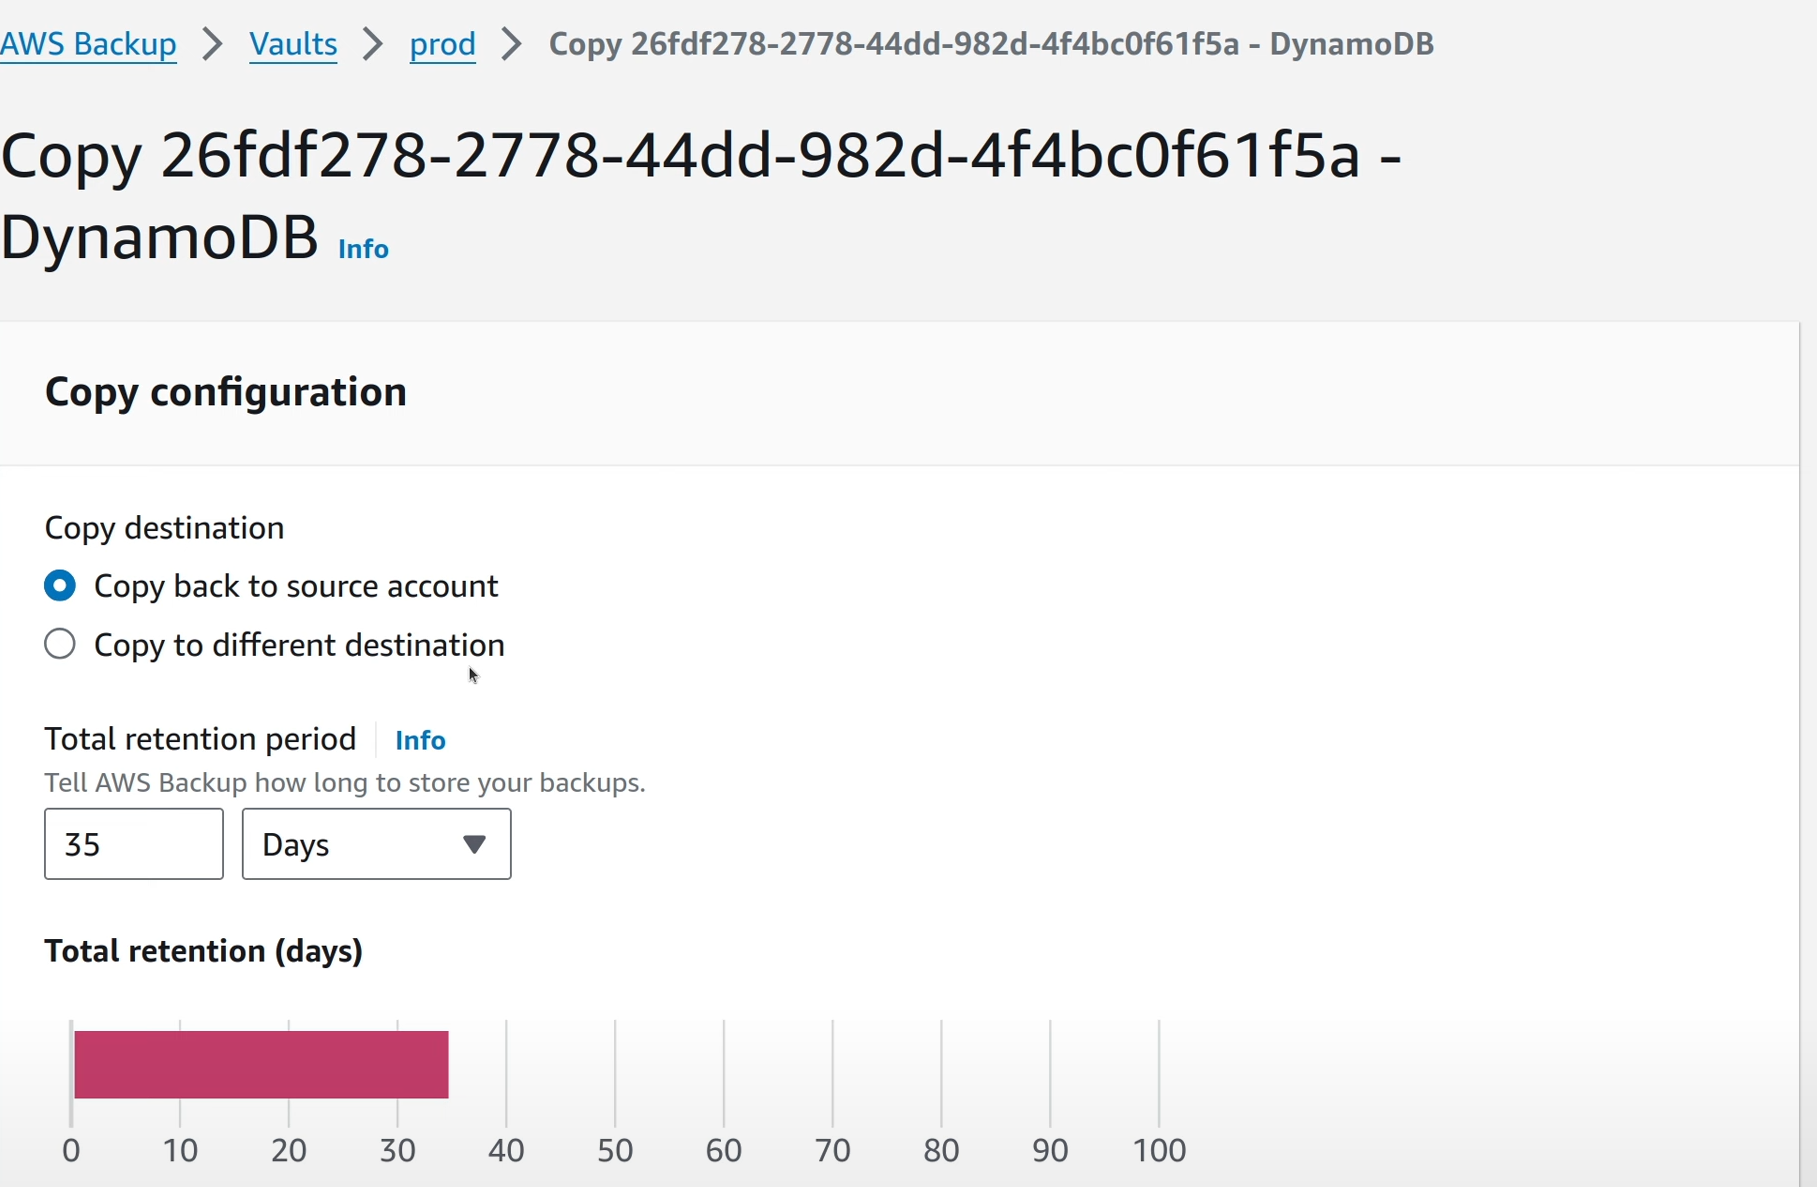 AWS Backup > Vaults > prod > Copy 26fdf278-2778-44dd-982d-4f4bc0f61f5a - DynamoDB
Copy 26fdf278-2778-44dd-982d-4f4bc0f61f5a -
DynamoDB Info
Copy configuration
Copy destination
Copy back to source account
Copy to different destination
Total retention period Info
Tell AWS Backup how long to store your backups.
35 Days
Total retention (days)
0 10 20 30 40 50 60 70 80 90 100